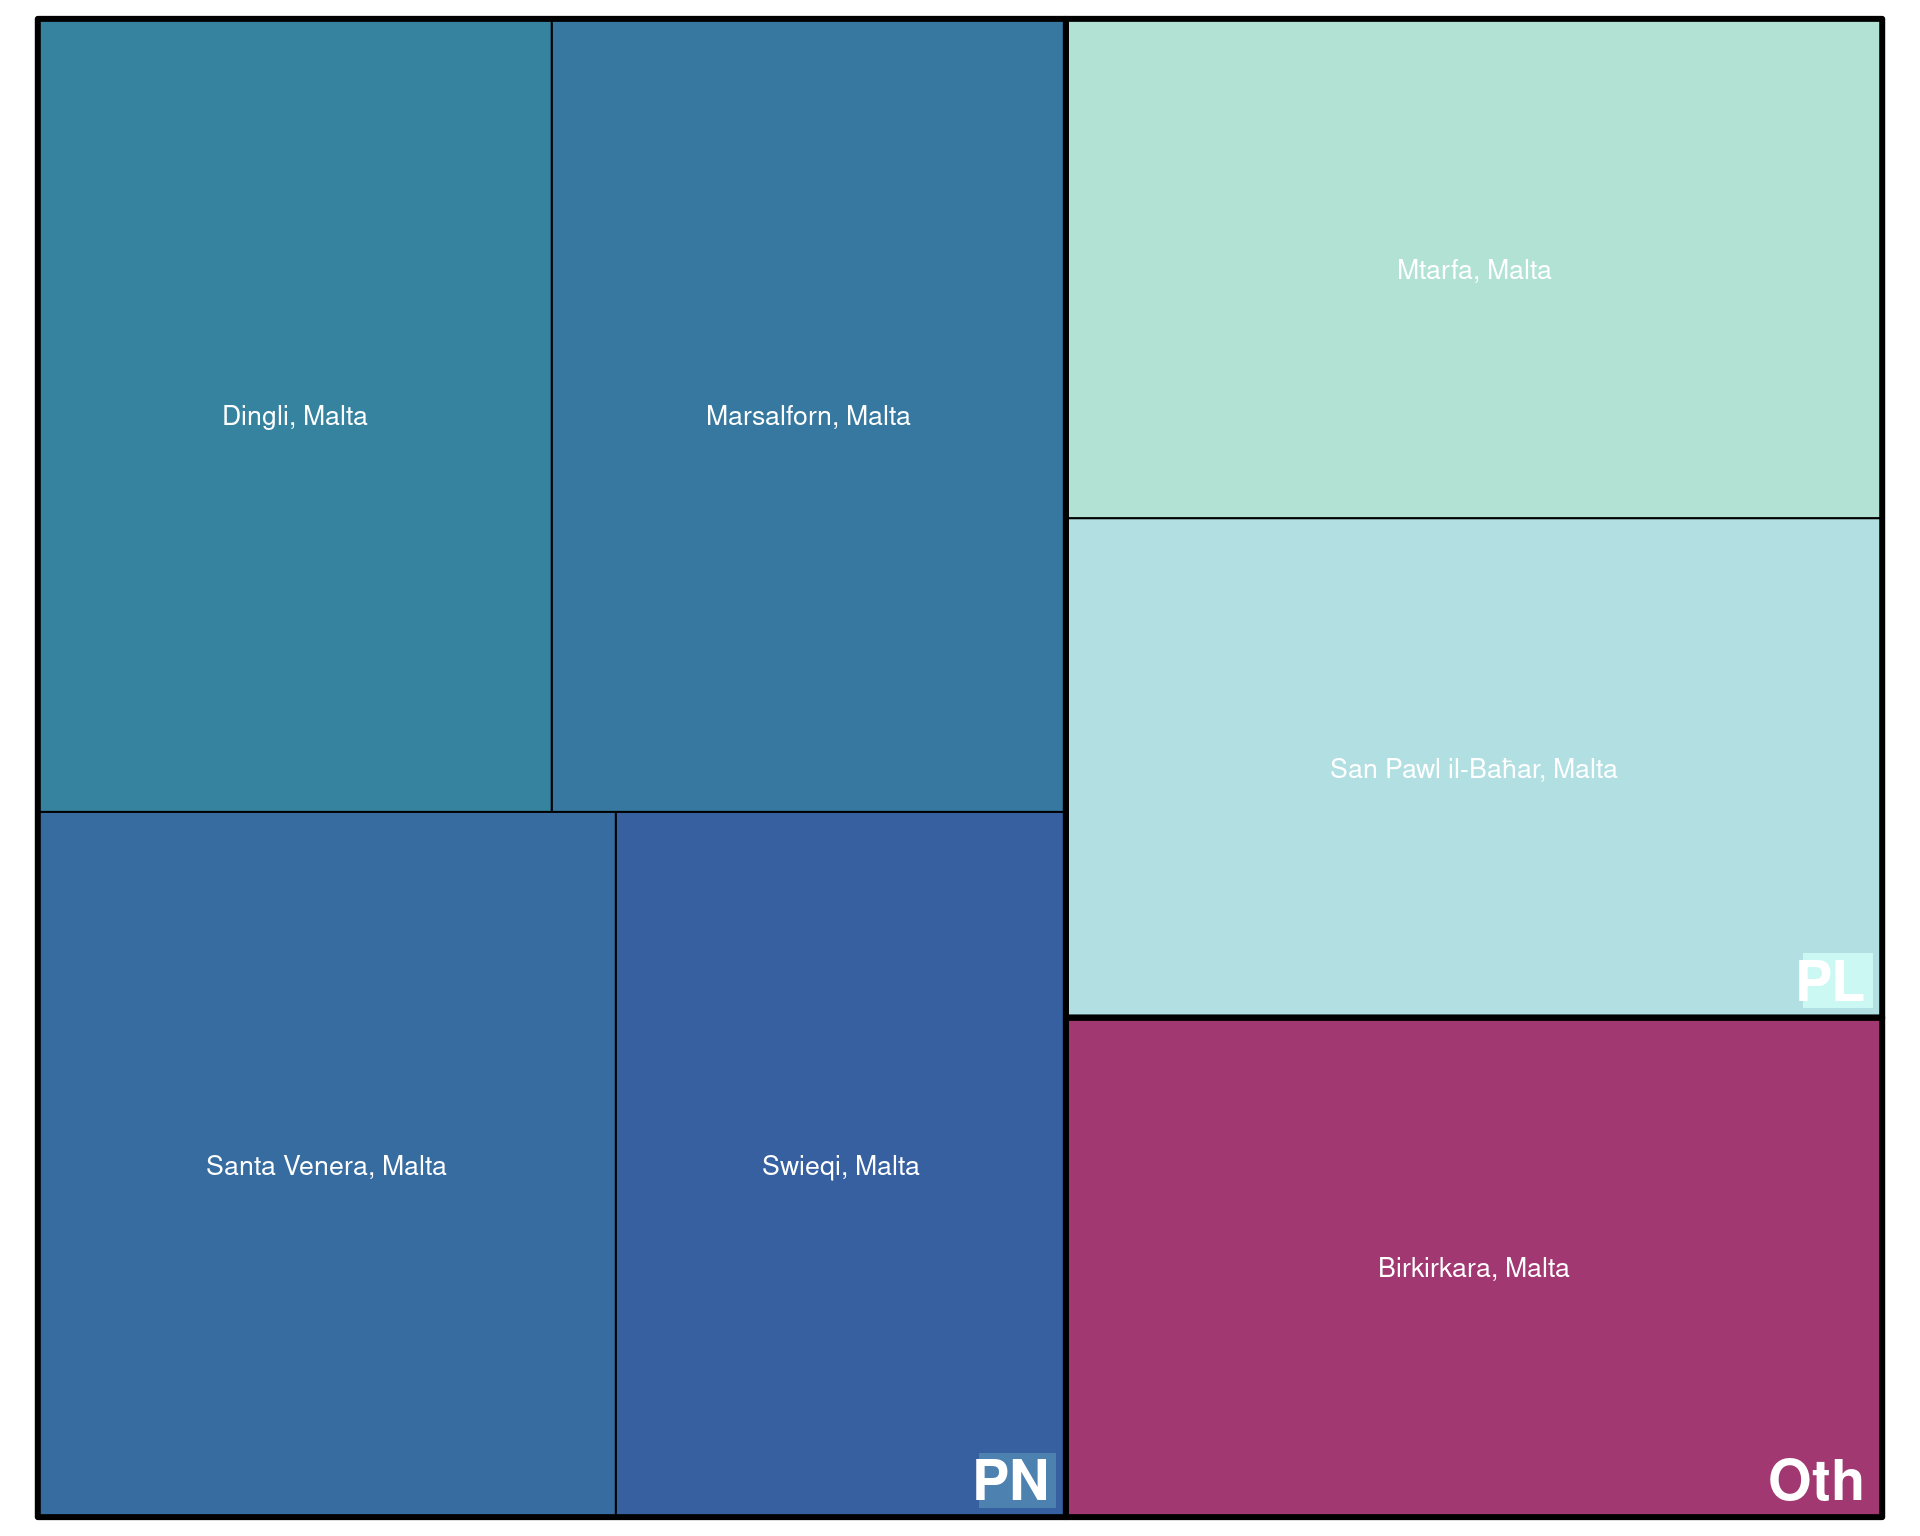 Dingli, Malta
Marsalforn, Malta
Santa Venera, Malta
Swieqi, Malta
PN
Mtarfa, Malta
San Pawl il-Baħar, Malta
PL
Birkirkara, Malta
Oth